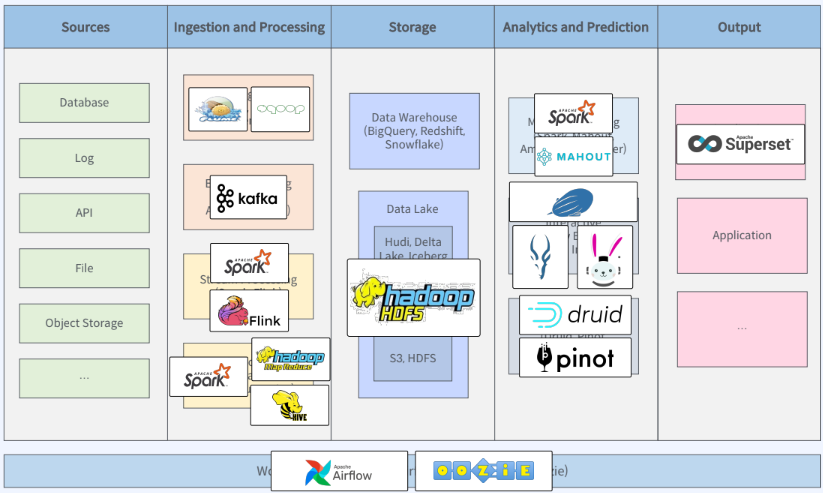 Sources
Ingestion and Processing
Storage
Analytics and Prediction
Output
Database
Log
API
File
Object Storage
...
sqoop
kafka
APACHE
Spark
Flink
APACHE
Spark
hadoop
Map Reduce
HIVE
Data Warehouse
(BigQuery, Redshift,
Snowflake)
Data Lake
Hudi, Delta
Lake, Iceberg
hadoop
HDFS
S3, HDFS
APACHE
Spark
MAHOUT
Interactive
druid
pinot
Apache
Superset
Application
...
Apache
Airflow
OOZiE